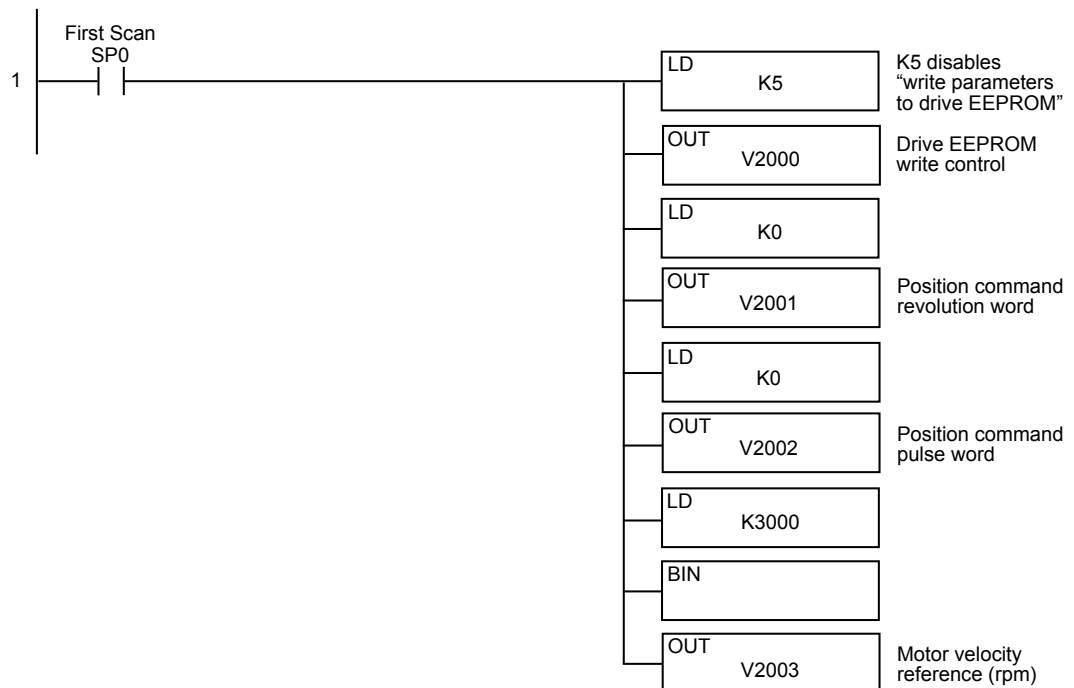 First Scan
SP0
1
LD
K5
K5 disables
“write parameters
to drive EEPROM”
OUT
V2000
Drive EEPROM
write control
LD
K0
OUT
V2001
Position command
revolution word
LD
K0
OUT
V2002
Position command
pulse word
LD
K3000
BIN
OUT
V2003
Motor velocity
reference (rpm)